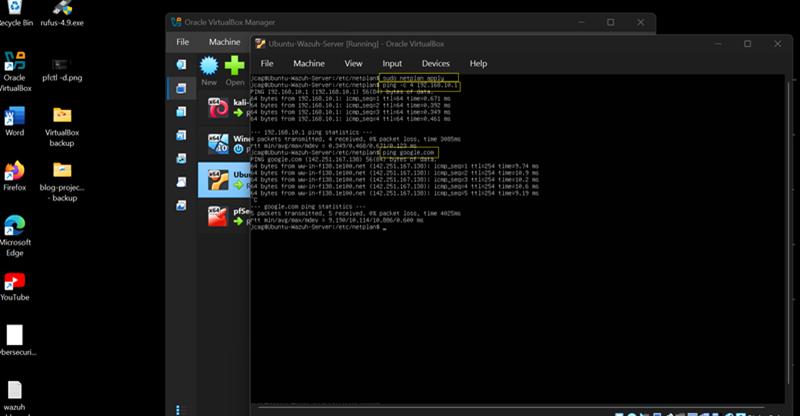 Recycle Bin
rufus-4.9.exe
Oracle
VirtualBox
pfctl -d.png
Word
VirtualBox
backup
Firefox
blog-projec...
- backup
Microsoft
Edge
YouTube
cybersecuri...
wazuh
Oracle VirtualBox Manager
File Machine
New Open
kali-
Wind
Ubun
pfSe
Ubuntu-Wazuh-Server [Running] - Oracle VirtualBox
File Machine View Input Devices Help
jcap@Ubuntu-Wazuh-Server:/etc/netplan$ sudo netplan apply
jcap@Ubuntu-Wazuh-Server:/etc/netplan$ ping -c 4 192.168.10.1
PING 192.168.10.1 (192.168.10.1) 56(84) bytes of data.
64 bytes from 192.168.10.1: icmp_seq=1 ttl=64 time=0.671 ms
64 bytes from 192.168.10.1: icmp_seq=2 ttl=64 time=0.392 ms
64 bytes from 192.168.10.1: icmp_seq=3 ttl=64 time=0.349 ms
64 bytes from 192.168.10.1: icmp_seq=4 ttl=64 time=0.461 ms
--- 192.168.10.1 ping statistics ---
4 packets transmitted, 4 received, 0% packet loss, time 3085ms
rtt min/avg/max/mdev = 0.349/0.468/0.671/0.123 ms
jcap@Ubuntu-Wazuh-Server:/etc/netplan$ ping google.com
PING google.com (142.251.167.138) 56(84) bytes of data.
64 bytes from ww-in-f138.1e100.net (142.251.167.138): icmp_seq=1 ttl=254 time=9.74 ms
64 bytes from ww-in-f138.1e100.net (142.251.167.138): icmp_seq=2 ttl=254 time=10.9 ms
64 bytes from ww-in-f138.1e100.net (142.251.167.138): icmp_seq=3 ttl=254 time=10.2 ms
64 bytes from ww-in-f138.1e100.net (142.251.167.138): icmp_seq=4 ttl=254 time=10.6 ms
64 bytes from ww-in-f138.1e100.net (142.251.167.138): icmp_seq=5 ttl=254 time=9.19 ms
^C
--- google.com ping statistics ---
5 packets transmitted, 5 received, 0% packet loss, time 4025ms
rtt min/avg/max/mdev = 9.190/10.114/10.886/0.600 ms
jcap@Ubuntu-Wazuh-Server:/etc/netplan$ _